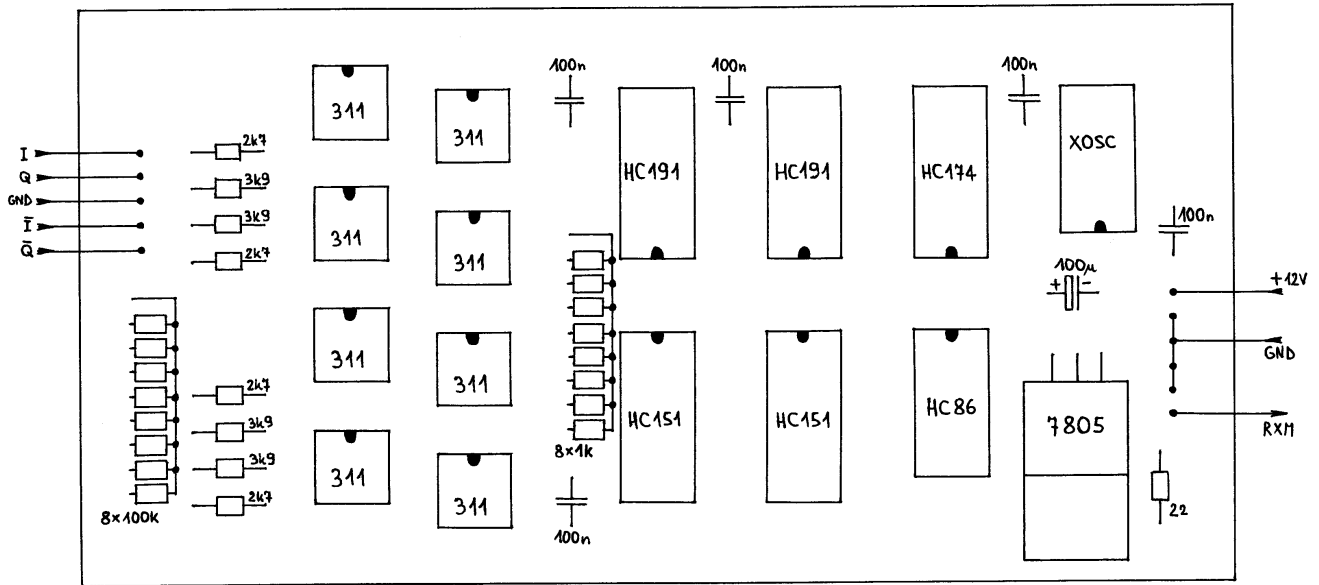 100n
100n
100n
311
311
HC191
HC191
HC174
XOSC
I
Q
GND
Ī
Q̄
2k7
3k9
3k9
2k7
311
311
100n
100µ
+ -
+12V
GND
RXM
311
311
HC151
HC151
HC86
7805
2k7
3k9
3k9
2k7
8×1k
311
311
8×100k
100n
22